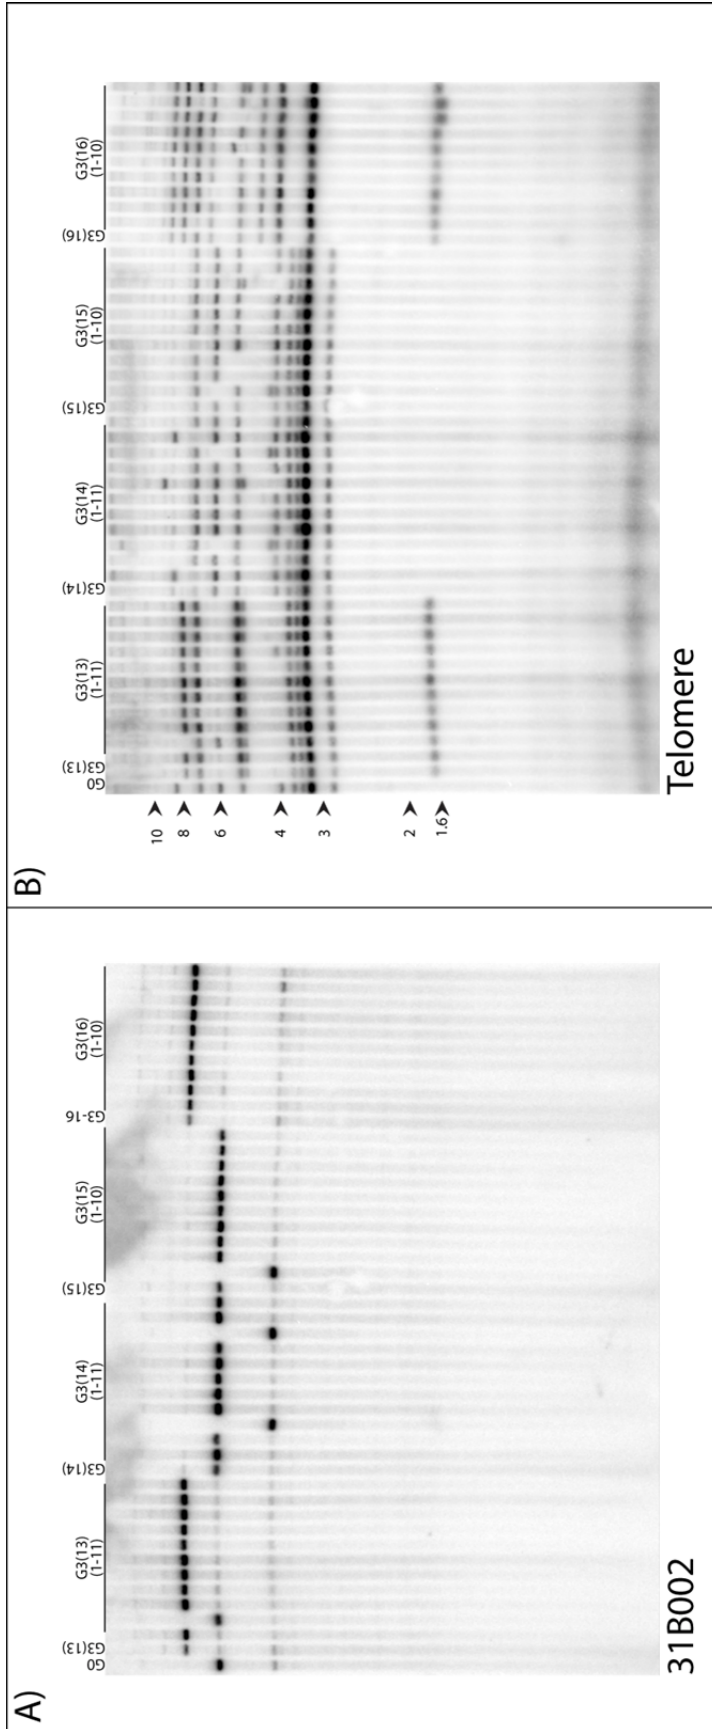 A)
G0
G3(13)
G3(13)
(1-11)
G3(14)
G3(14)
(1-11)
G3(15)
G3(15)
(1-10)
G3-16
G3(16)
(1-10)
31B002
B)
G0
G3(13)
G3(13)
(1-11)
G3(14)
G3(14)
(1-11)
G3(15)
G3(15)
(1-10)
G3(16)
G3(16)
(1-10)
10
8
6
4
3
2
1.6
Telomere